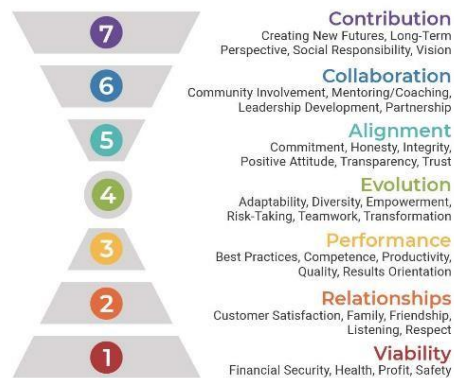 7
Contribution
Creating New Futures, Long-Term
Perspective, Social Responsibility, Vision
6
Collaboration
Community Involvement, Mentoring/Coaching,
Leadership Development, Partnership
5
Alignment
Commitment, Honesty, Integrity,
Positive Attitude, Transparency, Trust
4
Evolution
Adaptability, Diversity, Empowerment,
Risk-Taking, Teamwork, Transformation
3
Performance
Best Practices, Competence, Productivity,
Quality, Results Orientation
2
Relationships
Customer Satisfaction, Family, Friendship,
Listening, Respect
1
Viability
Financial Security, Health, Profit, Safety